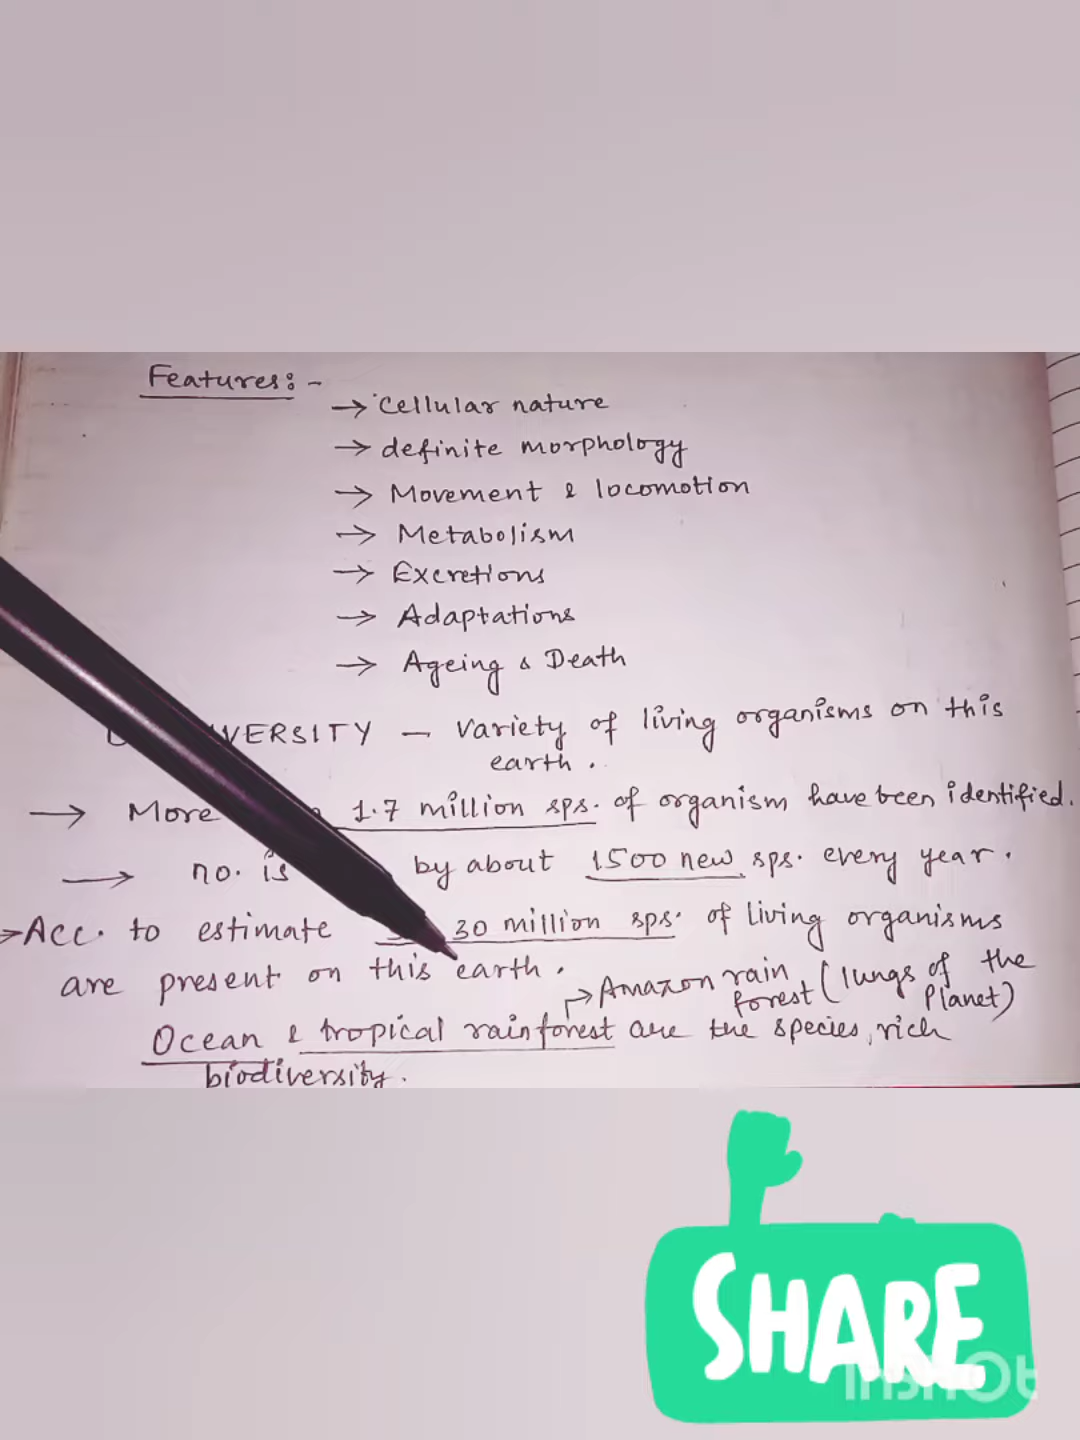 Features:-
→ Cellular nature
→ definite morphology
→ Movement & locomotion
→ Metabolism
→ Excretions
→ Adaptations
→ Ageing & Death
VERSITY – Variety of living organisms on this
earth.
→ More 1.7 million sps. of organism have been identified.
→ no. is by about 1500 new sps. every year.
→ Acc. to estimate 30 million sps. of living organisms
are present on this earth.
→ Amazon rain forest (lungs of the Planet)
Ocean & tropical rainforest are the species, rich
biodiversity.
SHARE
InShOt